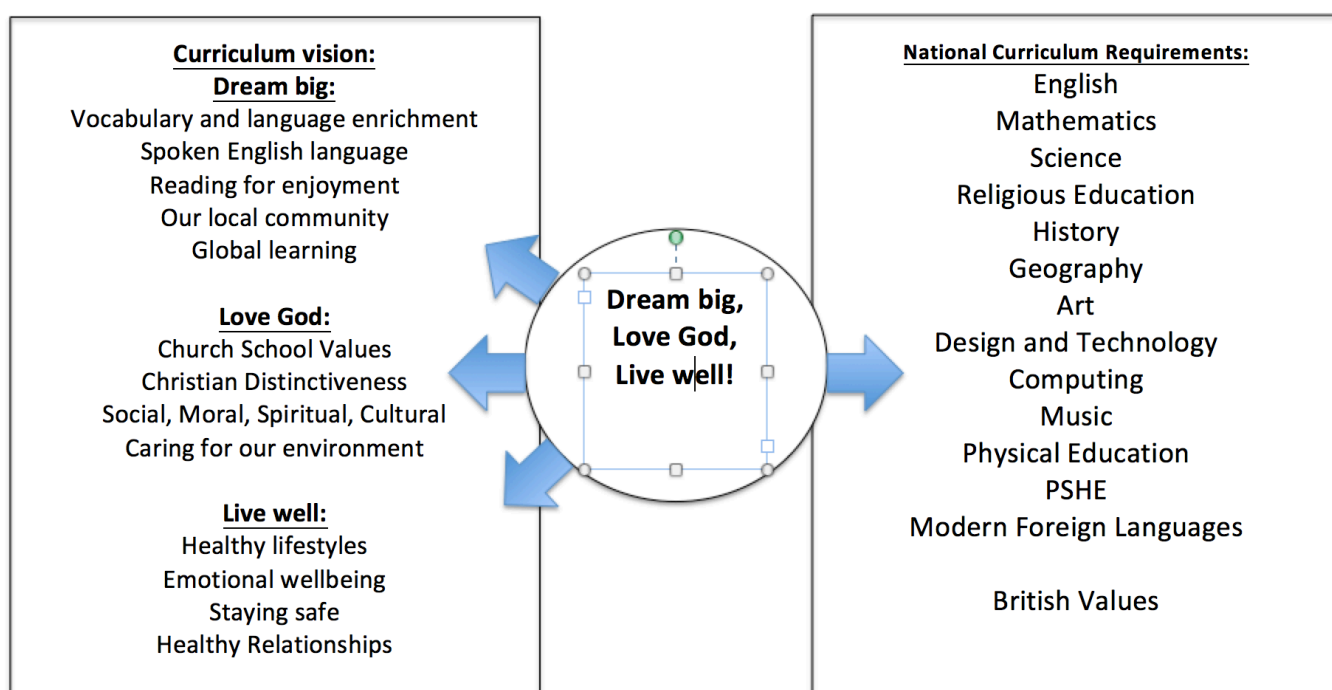 Curriculum vision:
Dream big:
Vocabulary and language enrichment
Spoken English language
Reading for enjoyment
Our local community
Global learning
Love God:
Church School Values
Christian Distinctiveness
Social, Moral, Spiritual, Cultural
Caring for our environment
Live well:
Healthy lifestyles
Emotional wellbeing
Staying safe
Healthy Relationships
Dream big,
Love God,
Live well!
National Curriculum Requirements:
English
Mathematics
Science
Religious Education
History
Geography
Art
Design and Technology
Computing
Music
Physical Education
PSHE
Modern Foreign Languages
British Values